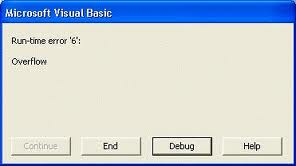 Microsoft Visual Basic
Run-time error '6':
Overflow
Continue End Debug Help